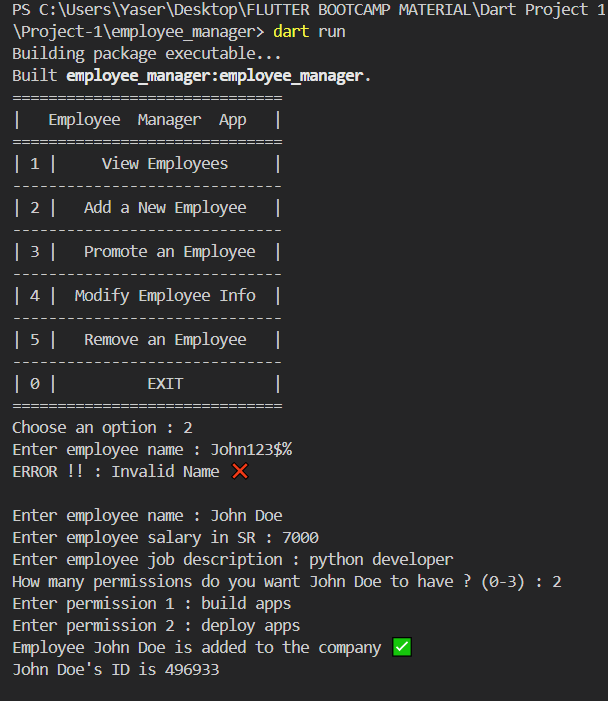 PS C:\Users\Yaser\Desktop\FLUTTER BOOTCAMP MATERIAL\Dart Project 1
\Project-1\employee_manager> dart run
Building package executable...
Built employee_manager:employee_manager.
==============================
|   Employee  Manager  App   |
==============================
| 1 |     View Employees     |
------------------------------
| 2 |   Add a New Employee   |
------------------------------
| 3 |   Promote an Employee  |
------------------------------
| 4 |  Modify Employee Info  |
------------------------------
| 5 |   Remove an Employee   |
------------------------------
| 0 |          EXIT          |
==============================
Choose an option : 2
Enter employee name : John123$%
ERROR !! : Invalid Name ❌
Enter employee name : John Doe
Enter employee salary in SR : 7000
Enter employee job description : python developer
How many permissions do you want John Doe to have ? (0-3) : 2
Enter permission 1 : build apps
Enter permission 2 : deploy apps
Employee John Doe is added to the company ✅
John Doe's ID is 496933